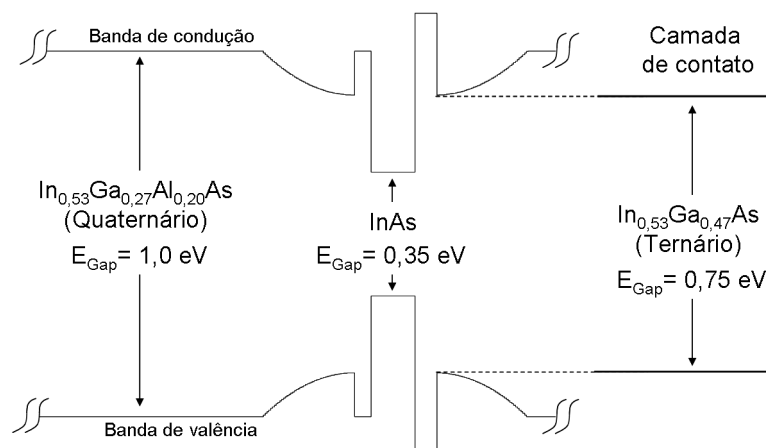 Banda de condução
Camada
de contato
In0,53Ga0,27Al0,20As
(Quaternário)
EGap= 1,0 eV
InAs
EGap= 0,35 eV
In0,53Ga0,47As
(Ternário)
EGap= 0,75 eV
Banda de valência